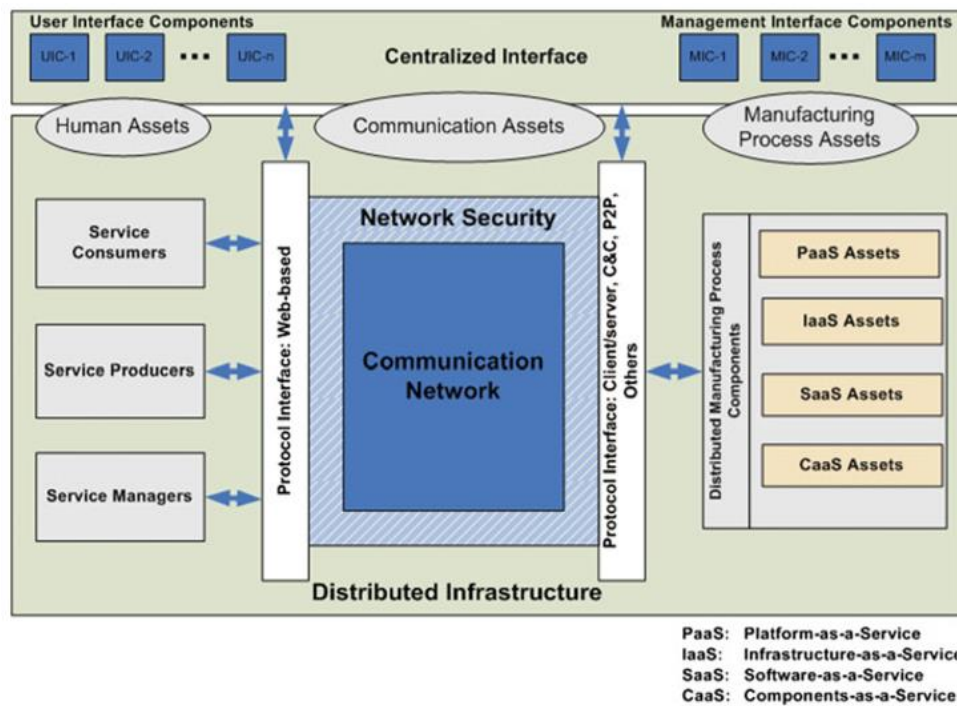 User Interface Components
Management Interface Components
UIC-1
UIC-2
UIC-n
Centralized Interface
MIC-1
MIC-2
MIC-m
Human Assets
Communication Assets
Manufacturing
Process Assets
Service
Consumers
Service Producers
Service Managers
Protocol Interface: Web-based
Network Security
Communication
Network
Protocol Interface: Client/server, C&C, P2P,
Others
Distributed Manufacturing Process
Components
PaaS Assets
IaaS Assets
SaaS Assets
CaaS Assets
Distributed Infrastructure
PaaS: Platform-as-a-Service
IaaS: Infrastructure-as-a-Service
SaaS: Software-as-a-Service
CaaS: Components-as-a-Service